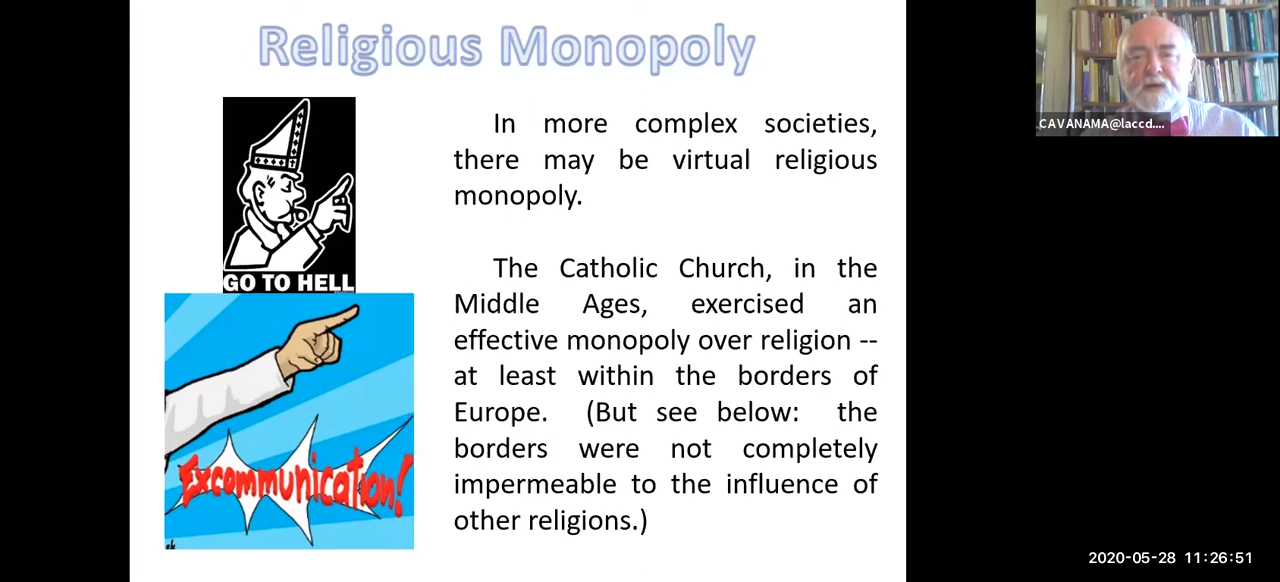 Religious Monopoly
GO TO HELL
Excommunication!
In more complex societies,
there may be virtual religious
monopoly.
The Catholic Church, in the
Middle Ages, exercised an
effective monopoly over religion --
at least within the borders of
Europe. (But see below: the
borders were not completely
impermeable to the influence of
other religions.)
CAVANAMA@laccd....
2020-05-28 11:26:51